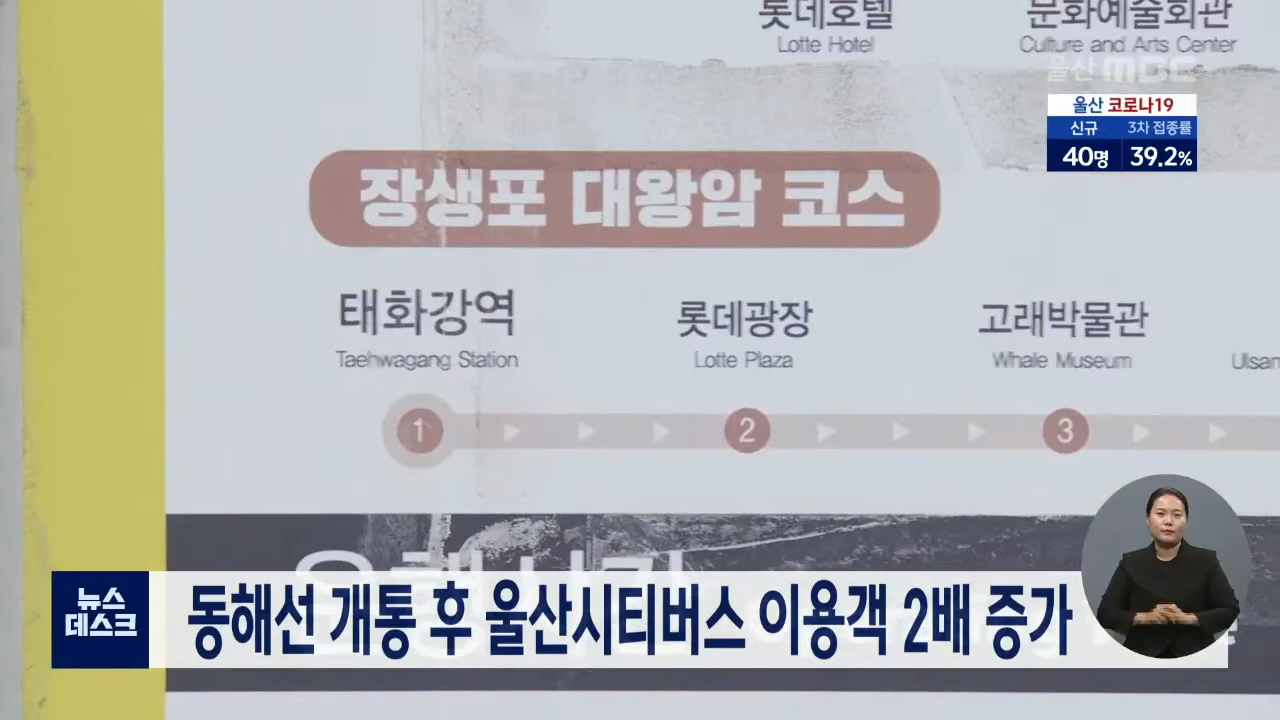 롯데호텔
Lotte Hotel
문화예술회관
Culture and Arts Center
울산 MBC
울산 코로나19
신규
3차 접종률
40명
39.2%
장생포 대왕암 코스
태화강역
Taehwagang Station
롯데광장
Lotte Plaza
고래박물관
Whale Museum
Ulsan
1
2
3
뉴스
데스크
동해선 개통 후 울산시티버스 이용객 2배 증가